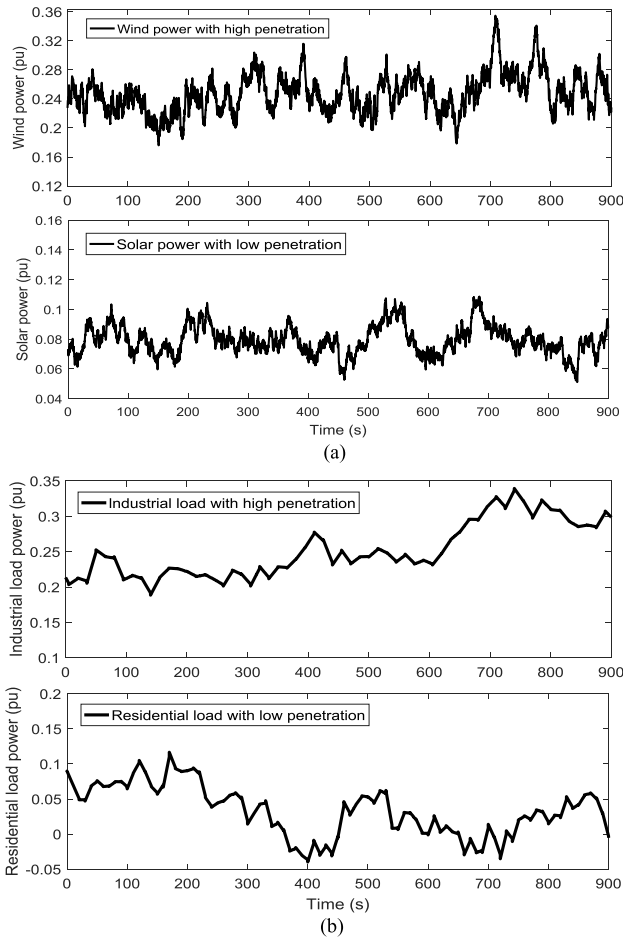 Wind power (pu)
0.36
0.32
0.28
0.24
0.2
0.16
0.12
Wind power with high penetration
0 100 200 300 400 500 600 700 800 900
Solar power (pu)
0.16
0.14
0.12
0.1
0.08
0.06
0.04
Solar power with low penetration
0 100 200 300 400 500 600 700 800 900
Time (s)
(a)
Industrial load power (pu)
0.35
0.3
0.25
0.2
0.15
0.1
Industrial load with high penetration
0 100 200 300 400 500 600 700 800 900
Residential load power (pu)
0.2
0.15
0.1
0.05
0
-0.05
Residential load with low penetration
0 100 200 300 400 500 600 700 800 900
Time (s)
(b)